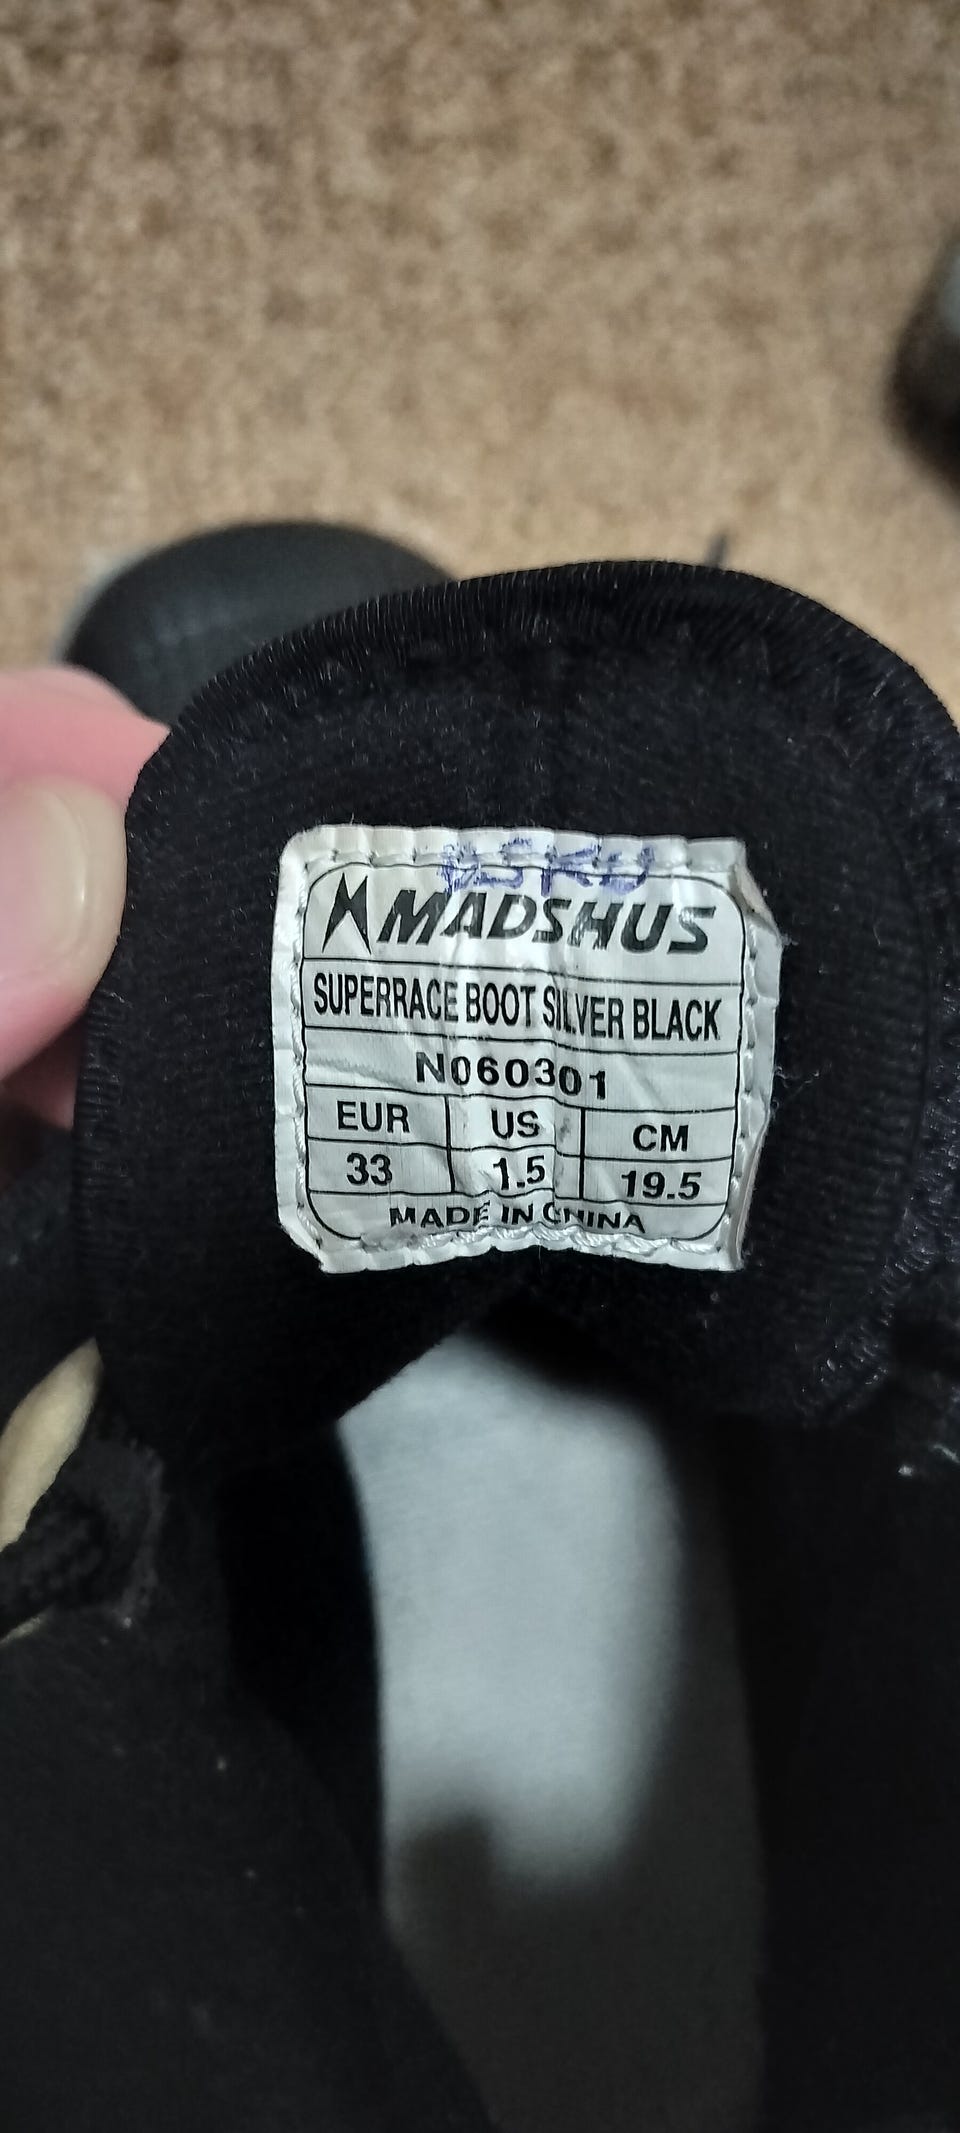 MADSHUS
SUPERRACE BOOT SILVER BLACK
N060301
EUR US CM
33 1.5 19.5
MADE IN CHINA